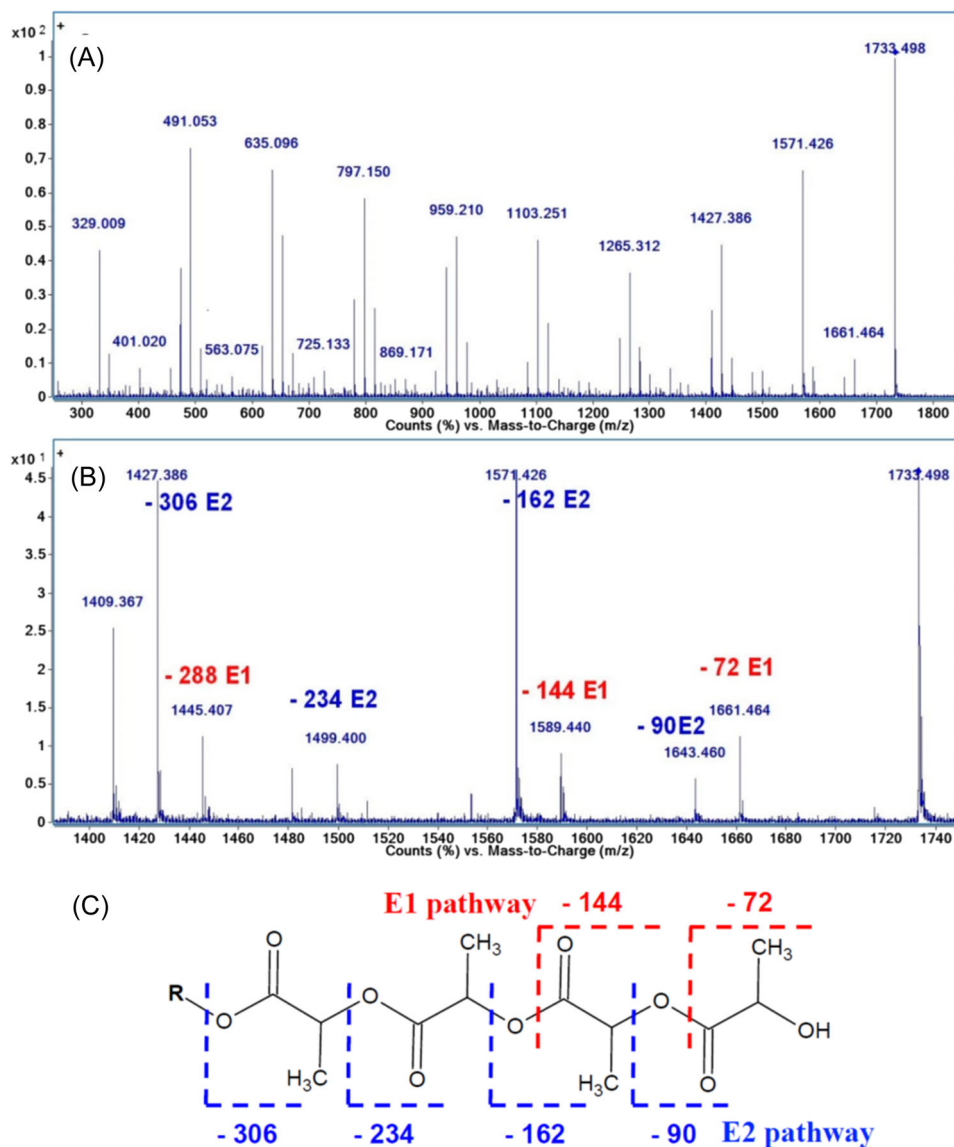 +
x10 2
(A)
1733.498
1
0.9
0.8
491.053
0,7
635.096
1571.426
797.150
0.6
959.210
1103.251
1427.386
0.5
329.009
1265.312
0.4
0.3
0.2
401.020
563.075
725.133
869.171
1661.464
0.1
0
300 400 500 600 700 800 900 1000 1100 1200 1300 1400 1500 1600 1700 1800
Counts (%) vs. Mass-to-Charge (m/z)
x10 1
+
(B)
1427.386
1571.426
1733.498
4.5
- 306 E2
- 162 E2
4
3.5
3
1409.367
2.5
2
- 288 E1
- 144 E1
- 72 E1
- 234 E2
1.5
1445.407
1499.400
1589.440
- 90E2
1661.464
1
1643.460
0.5
0
1400 1420 1440 1460 1480 1500 1520 1540 1560 1580 1600 1620 1640 1660 1680 1700 1720 1740
Counts (%) vs. Mass-to-Charge (m/z)
(C)
E1 pathway - 144 - 72
O CH3 O CH3
R O O O OH
O CH3 O CH3 O
H3C O H3C O
- 306 - 234 - 162 - 90 E2 pathway